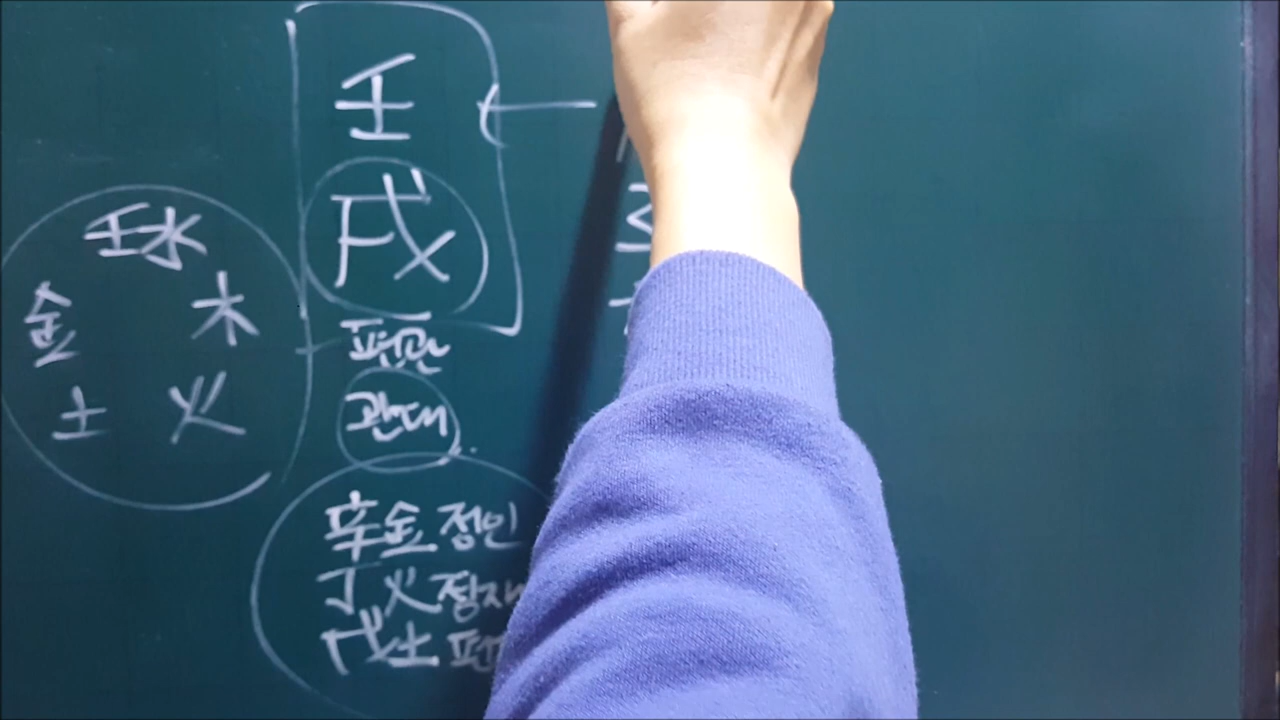 壬
戌
편관
관대
辛金 정인
丁火 정재
戊土 편
壬水
金 木
土 火